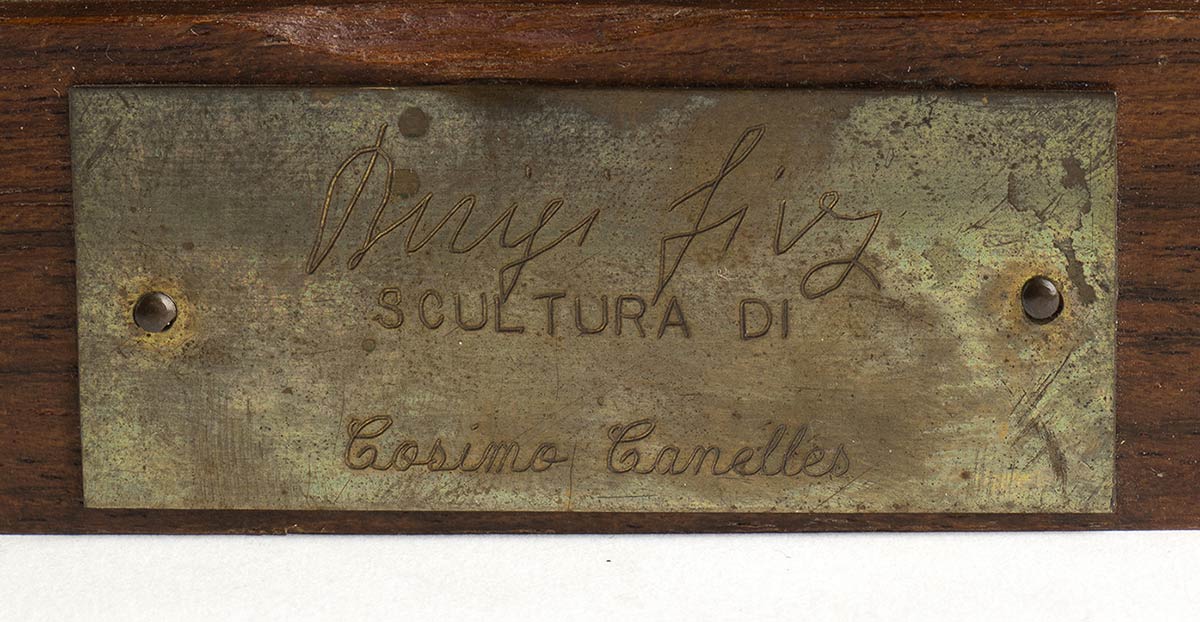 SCULTURA DI
Cosimo Canelles